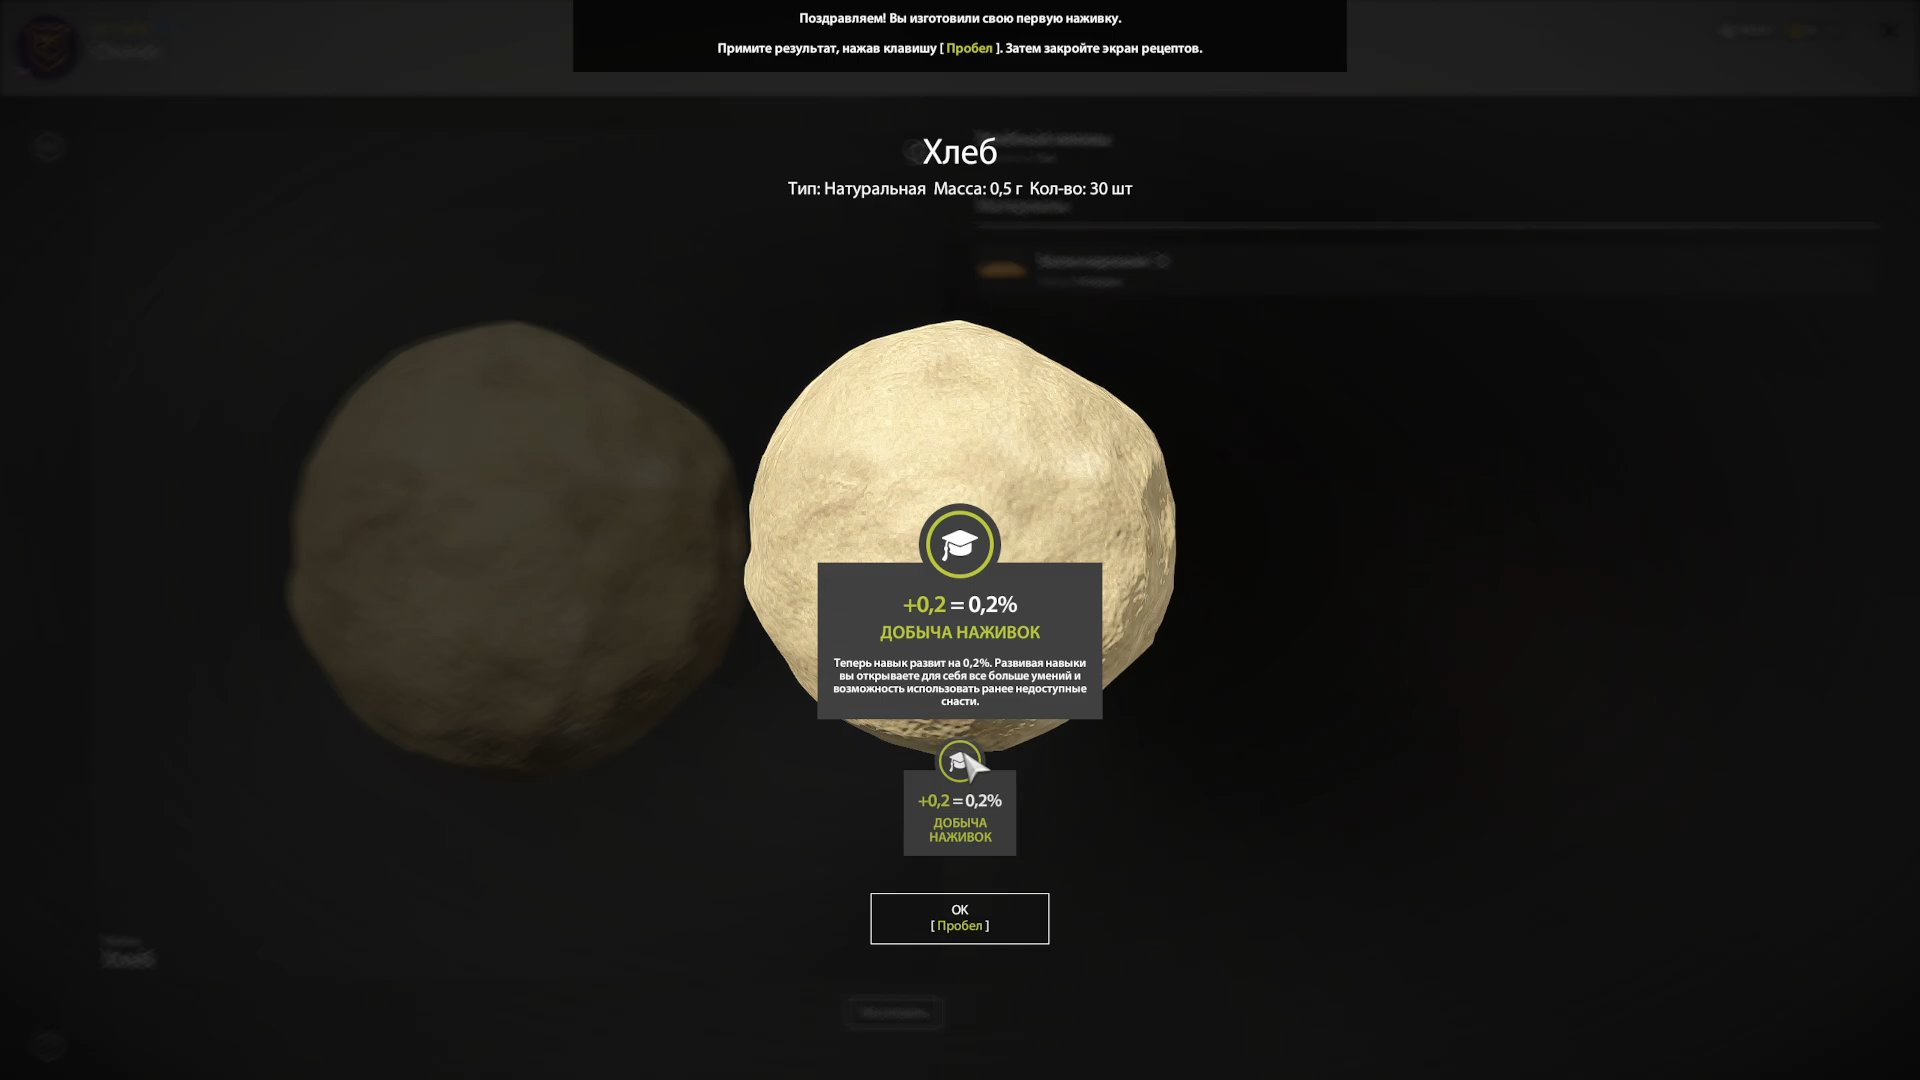 Поздравляем! Вы изготовили свою первую наживку.
Примите результат, нажав клавишу [ Пробел ]. Затем закройте экран рецептов.
Хлеб
Тип: Натуральная Масса: 0,5 г Кол-во: 30 шт
+0,2 = 0,2%
ДОБЫЧА НАЖИВОК
Теперь навык развит на 0,2%. Развивая навыки
вы открываете для себя все больше умений и
возможность использовать ранее недоступные
снасти.
+0,2 = 0,2%
ДОБЫЧА
НАЖИВОК
ОК
[ Пробел ]
Хлеб